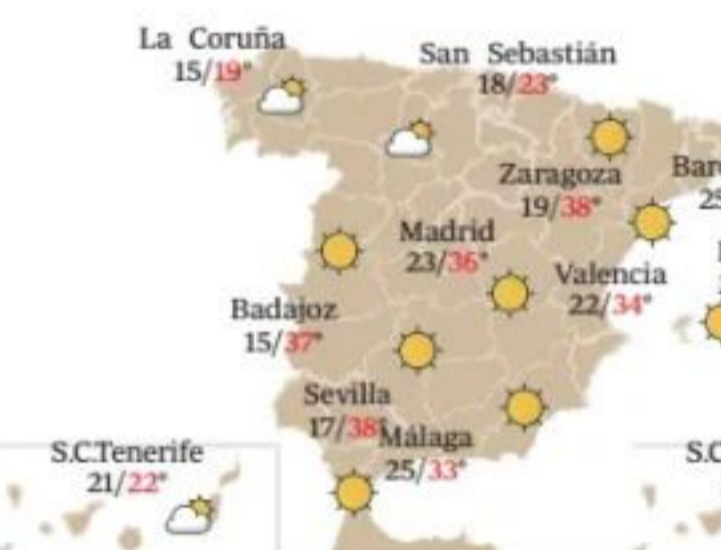 La Coruña
15/19°
San Sebastián
18/23°
Zaragoza
19/38°
Madrid
23/36°
Valencia
22/34°
Badajoz
15/37°
Sevilla
17/38°
Málaga
25/33°
S.C.Tenerife
21/22°